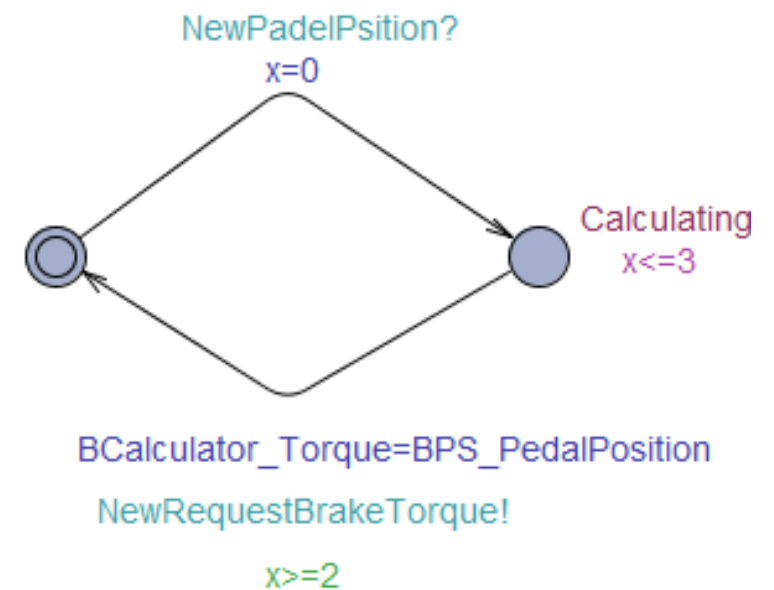 NewPadelPsition?
x=0
Calculating
x<=3
BCalculator_Torque=BPS_PedalPosition
NewRequestBrakeTorque!
x>=2